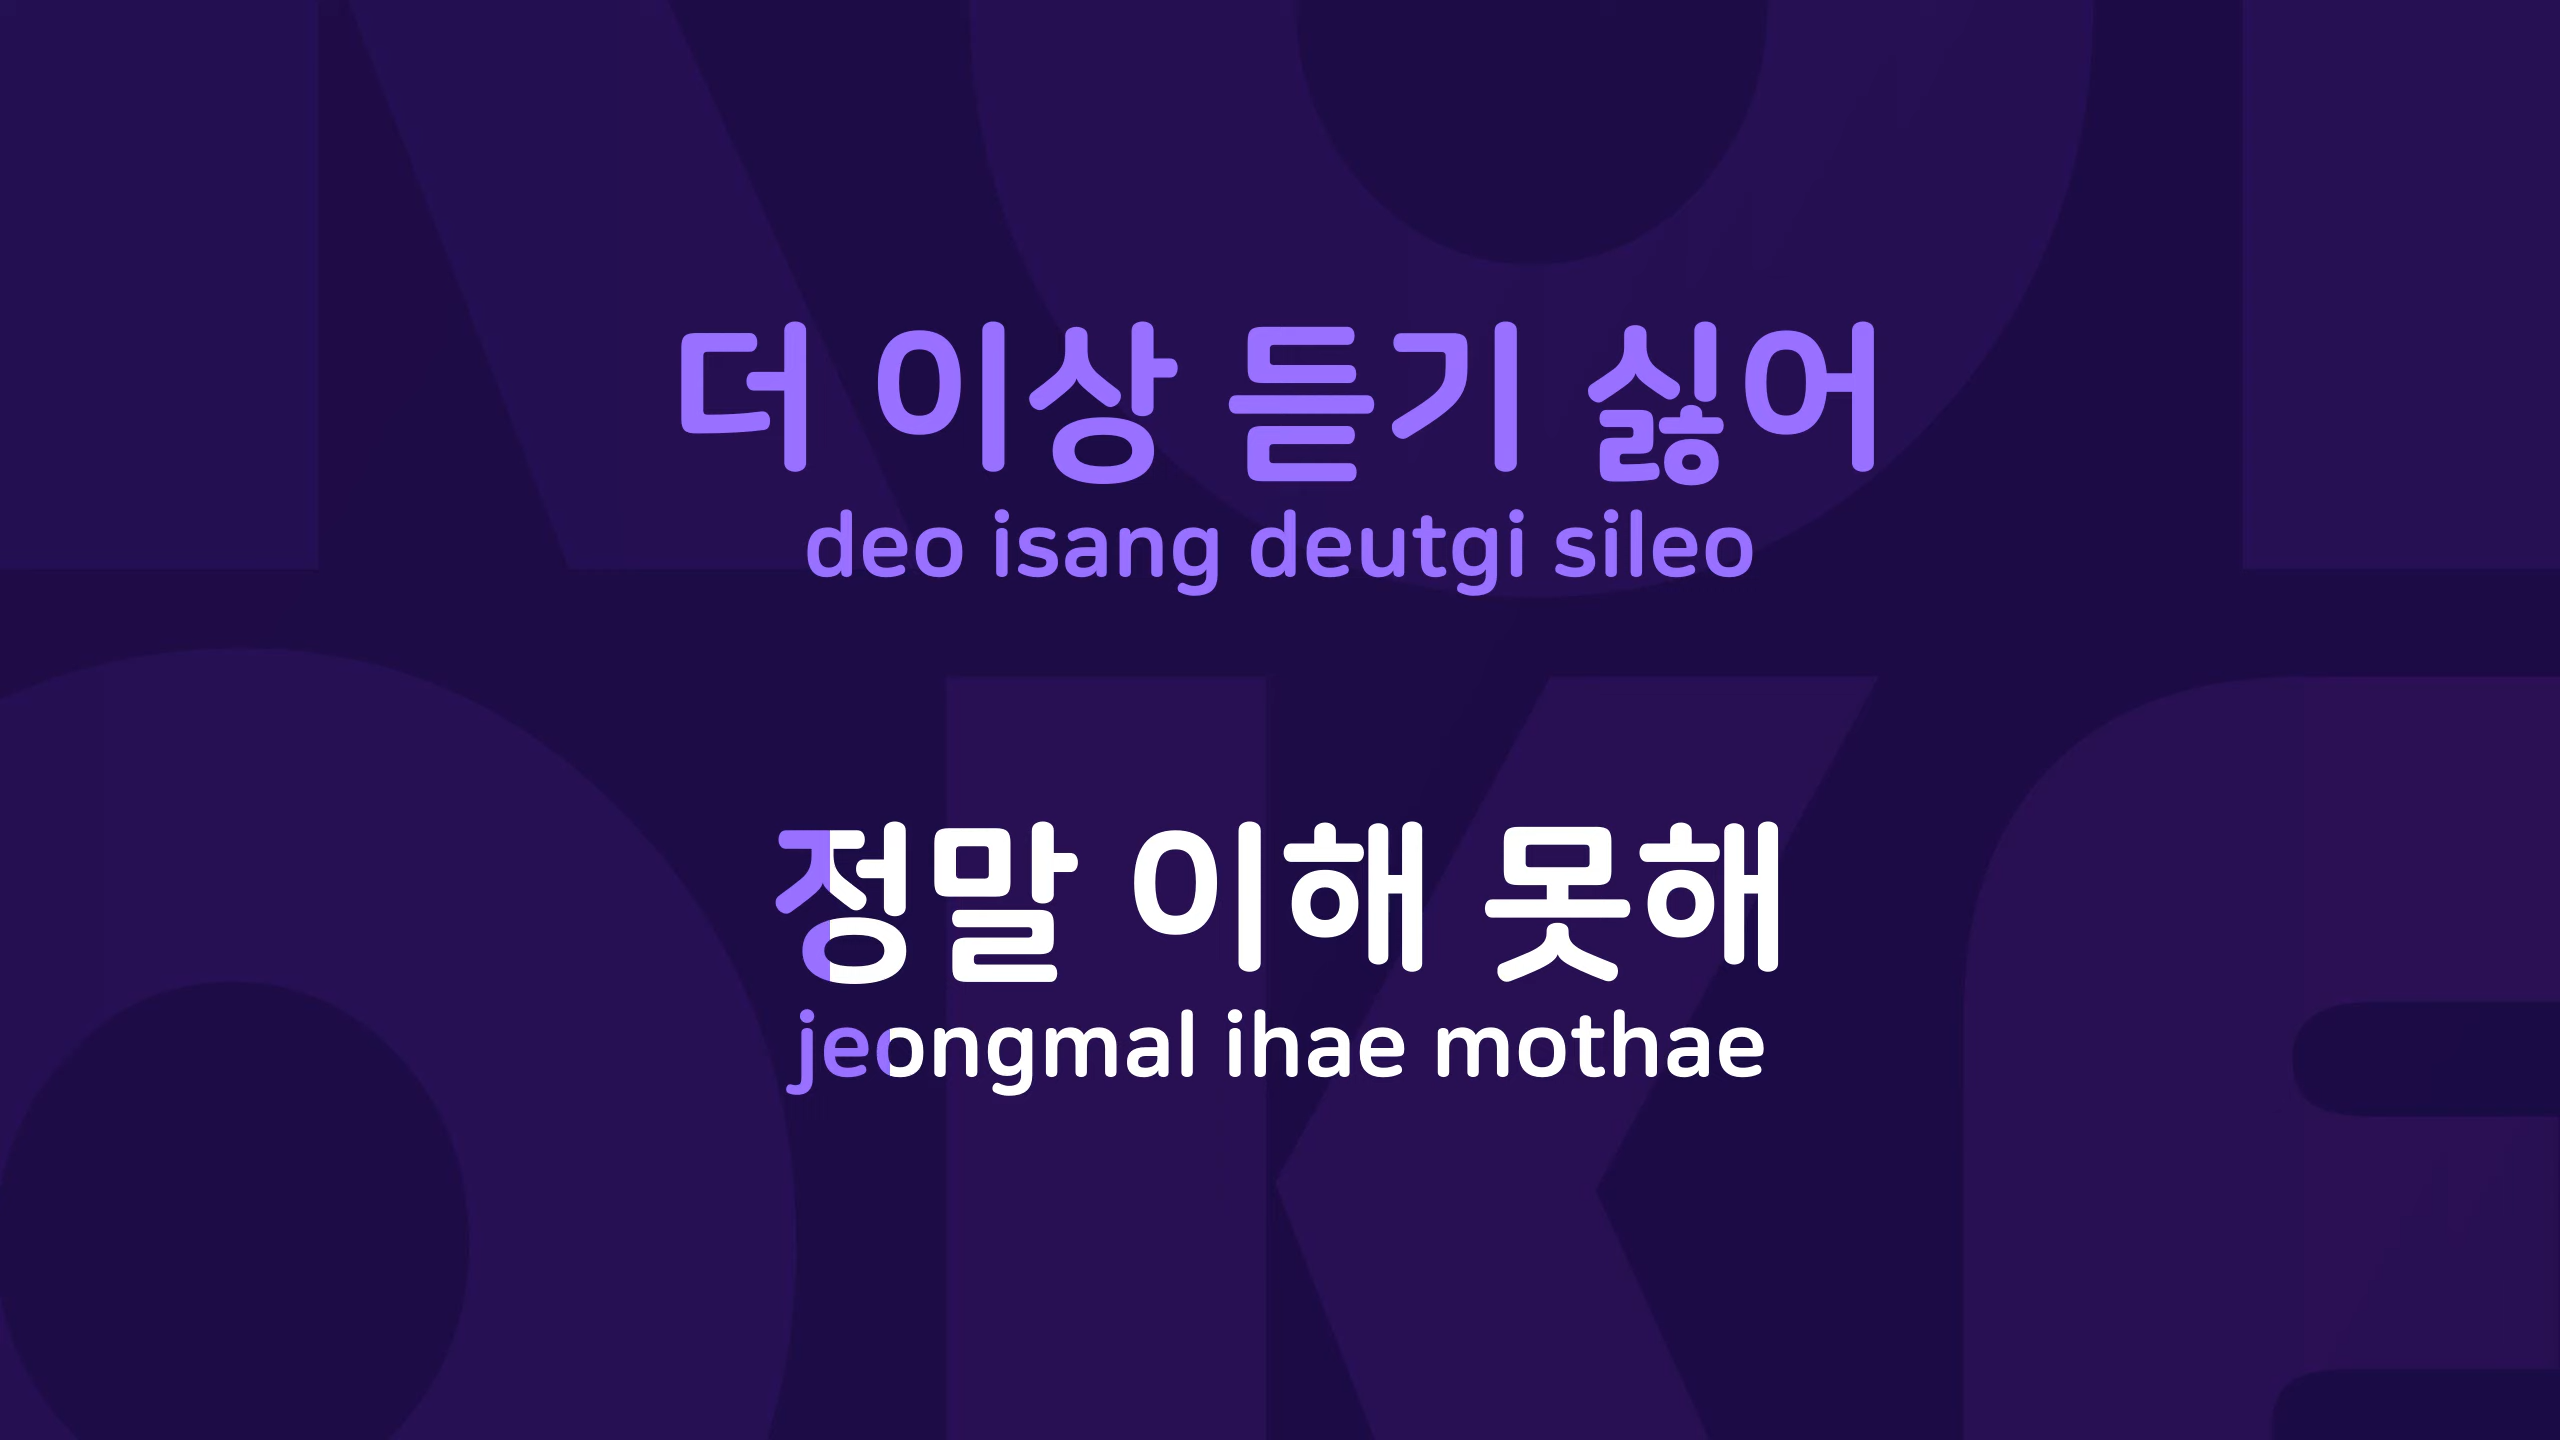 더 이상 듣기 싫어
deo isang deutgi sileo
정말 이해 못해
jeongmal ihae mothae